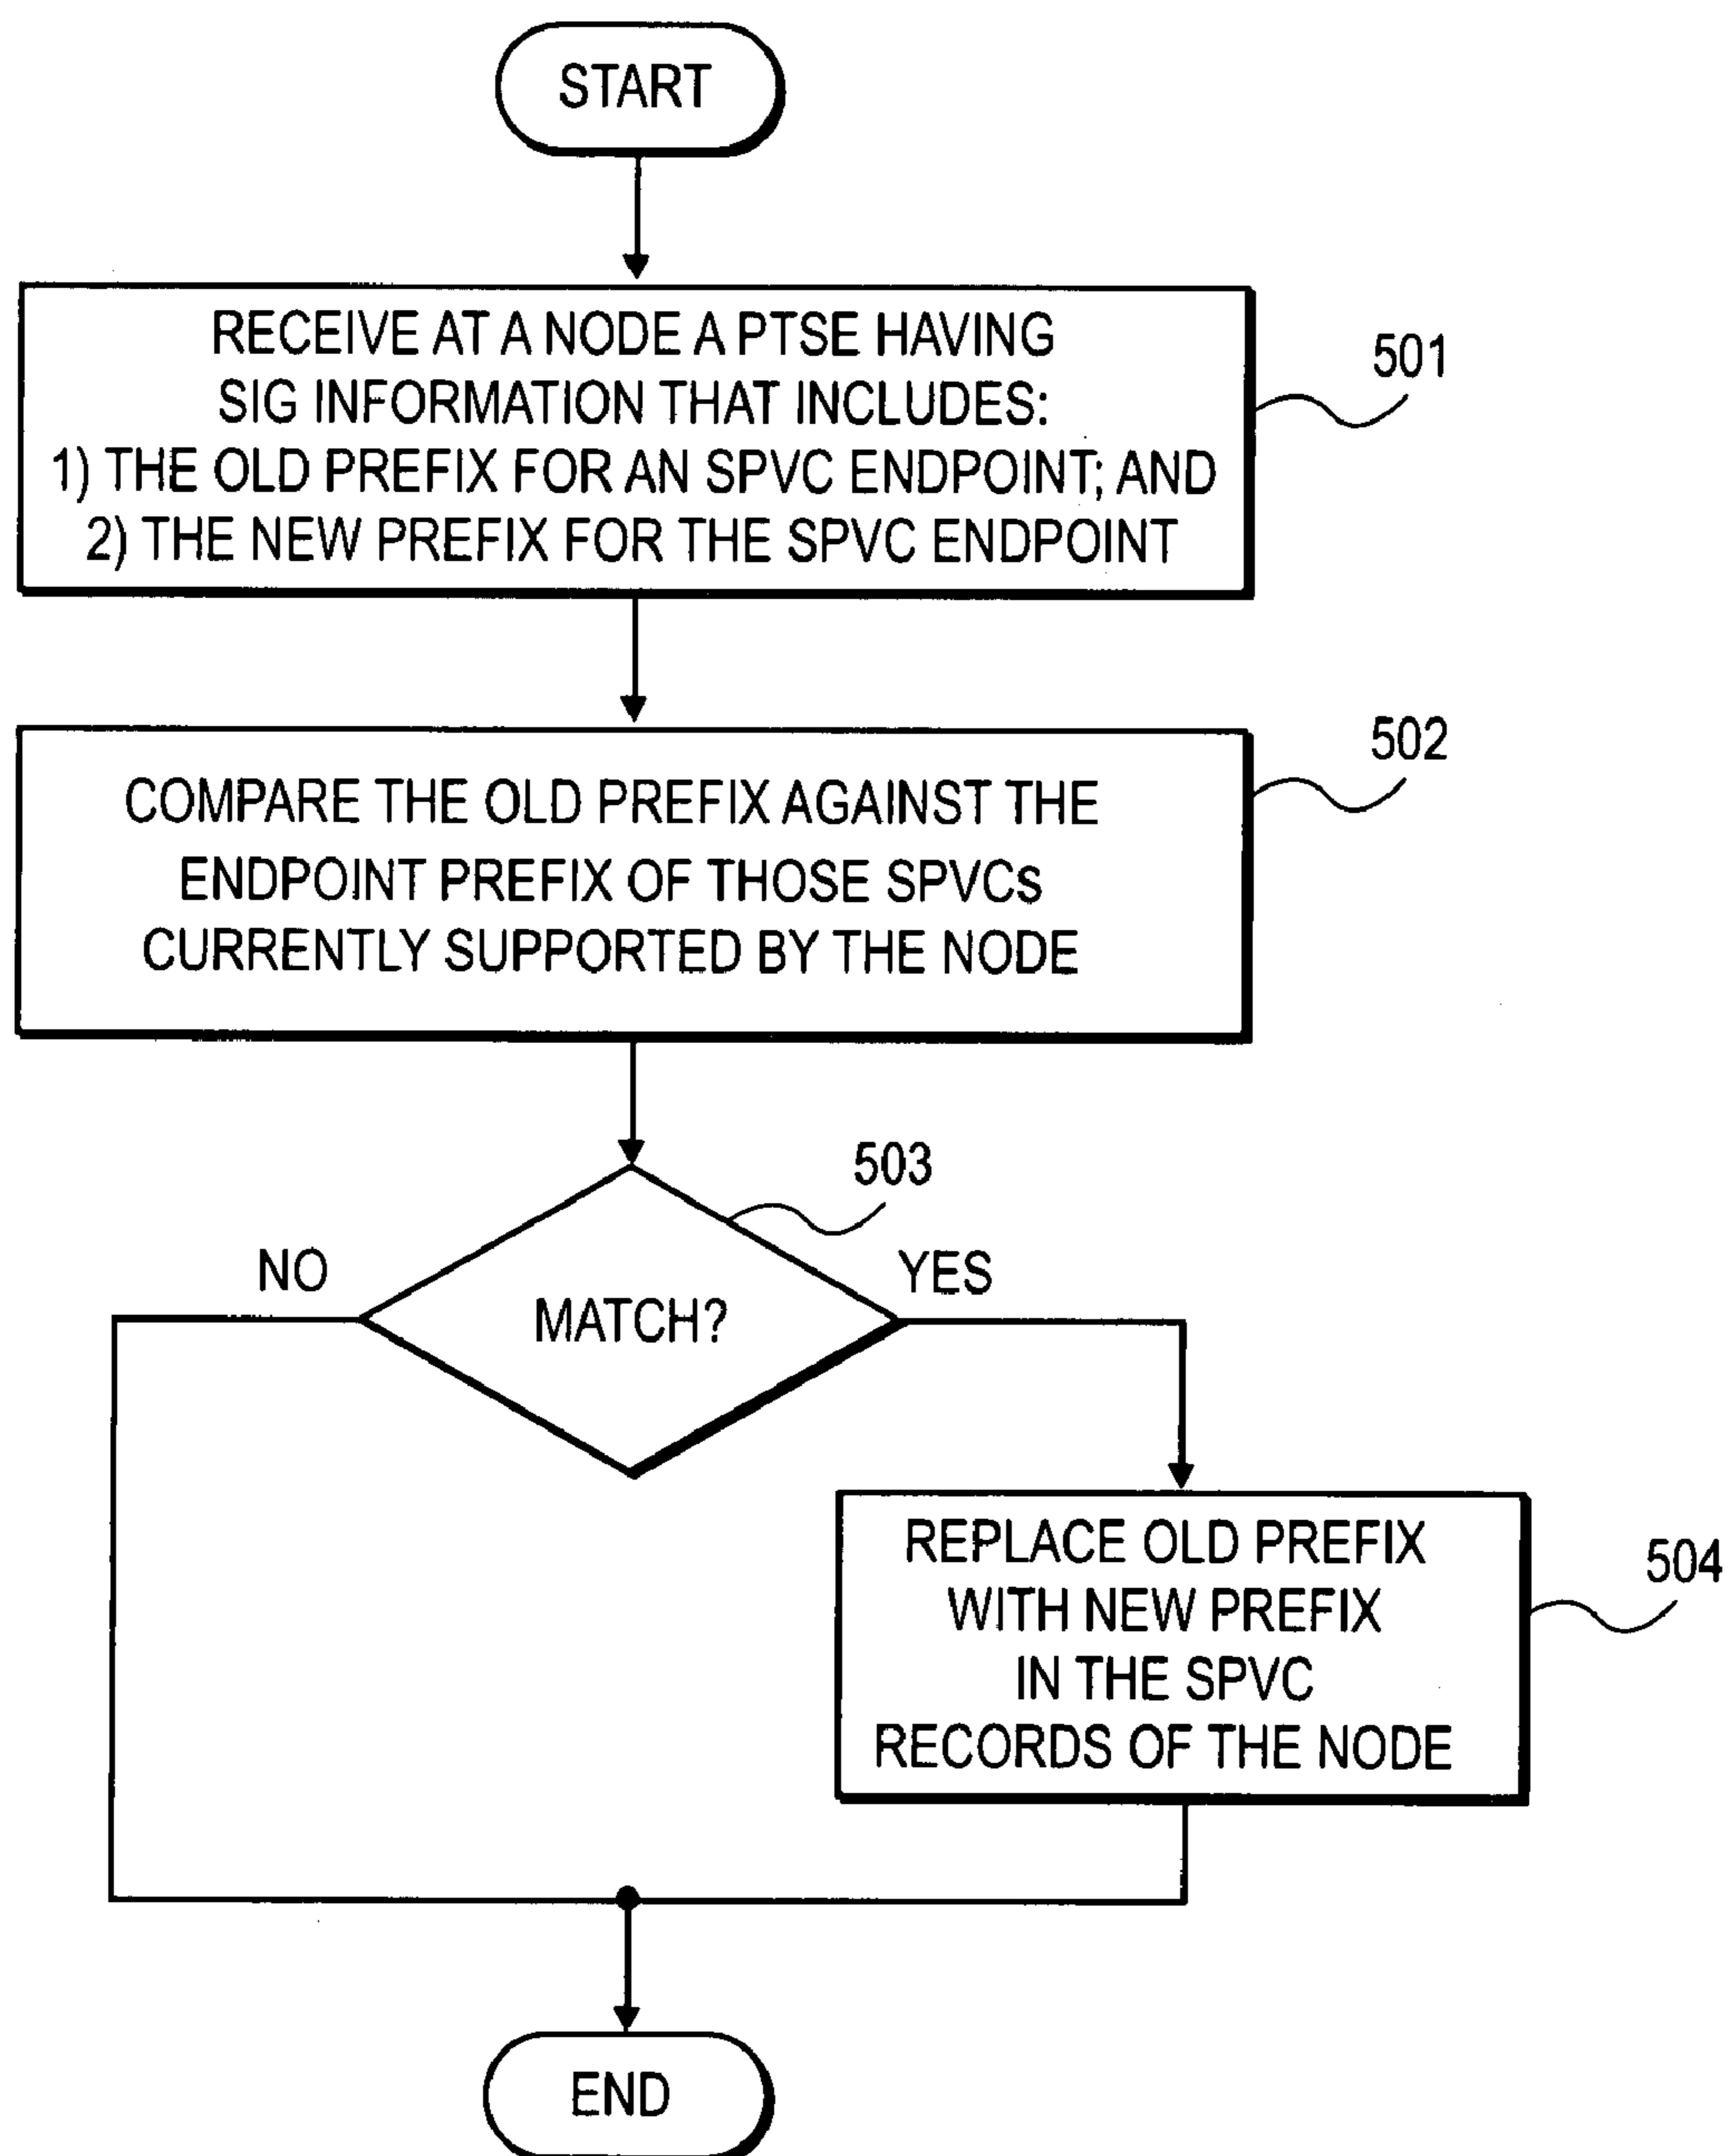 START
RECEIVE AT A NODE A PTSE HAVING
SIG INFORMATION THAT INCLUDES:
1) THE OLD PREFIX FOR AN SPVC ENDPOINT; AND
2) THE NEW PREFIX FOR THE SPVC ENDPOINT
501
COMPARE THE OLD PREFIX AGAINST THE
ENDPOINT PREFIX OF THOSE SPVCs
CURRENTLY SUPPORTED BY THE NODE
502
503
NO
YES
MATCH?
REPLACE OLD PREFIX
WITH NEW PREFIX
IN THE SPVC
RECORDS OF THE NODE
504
END